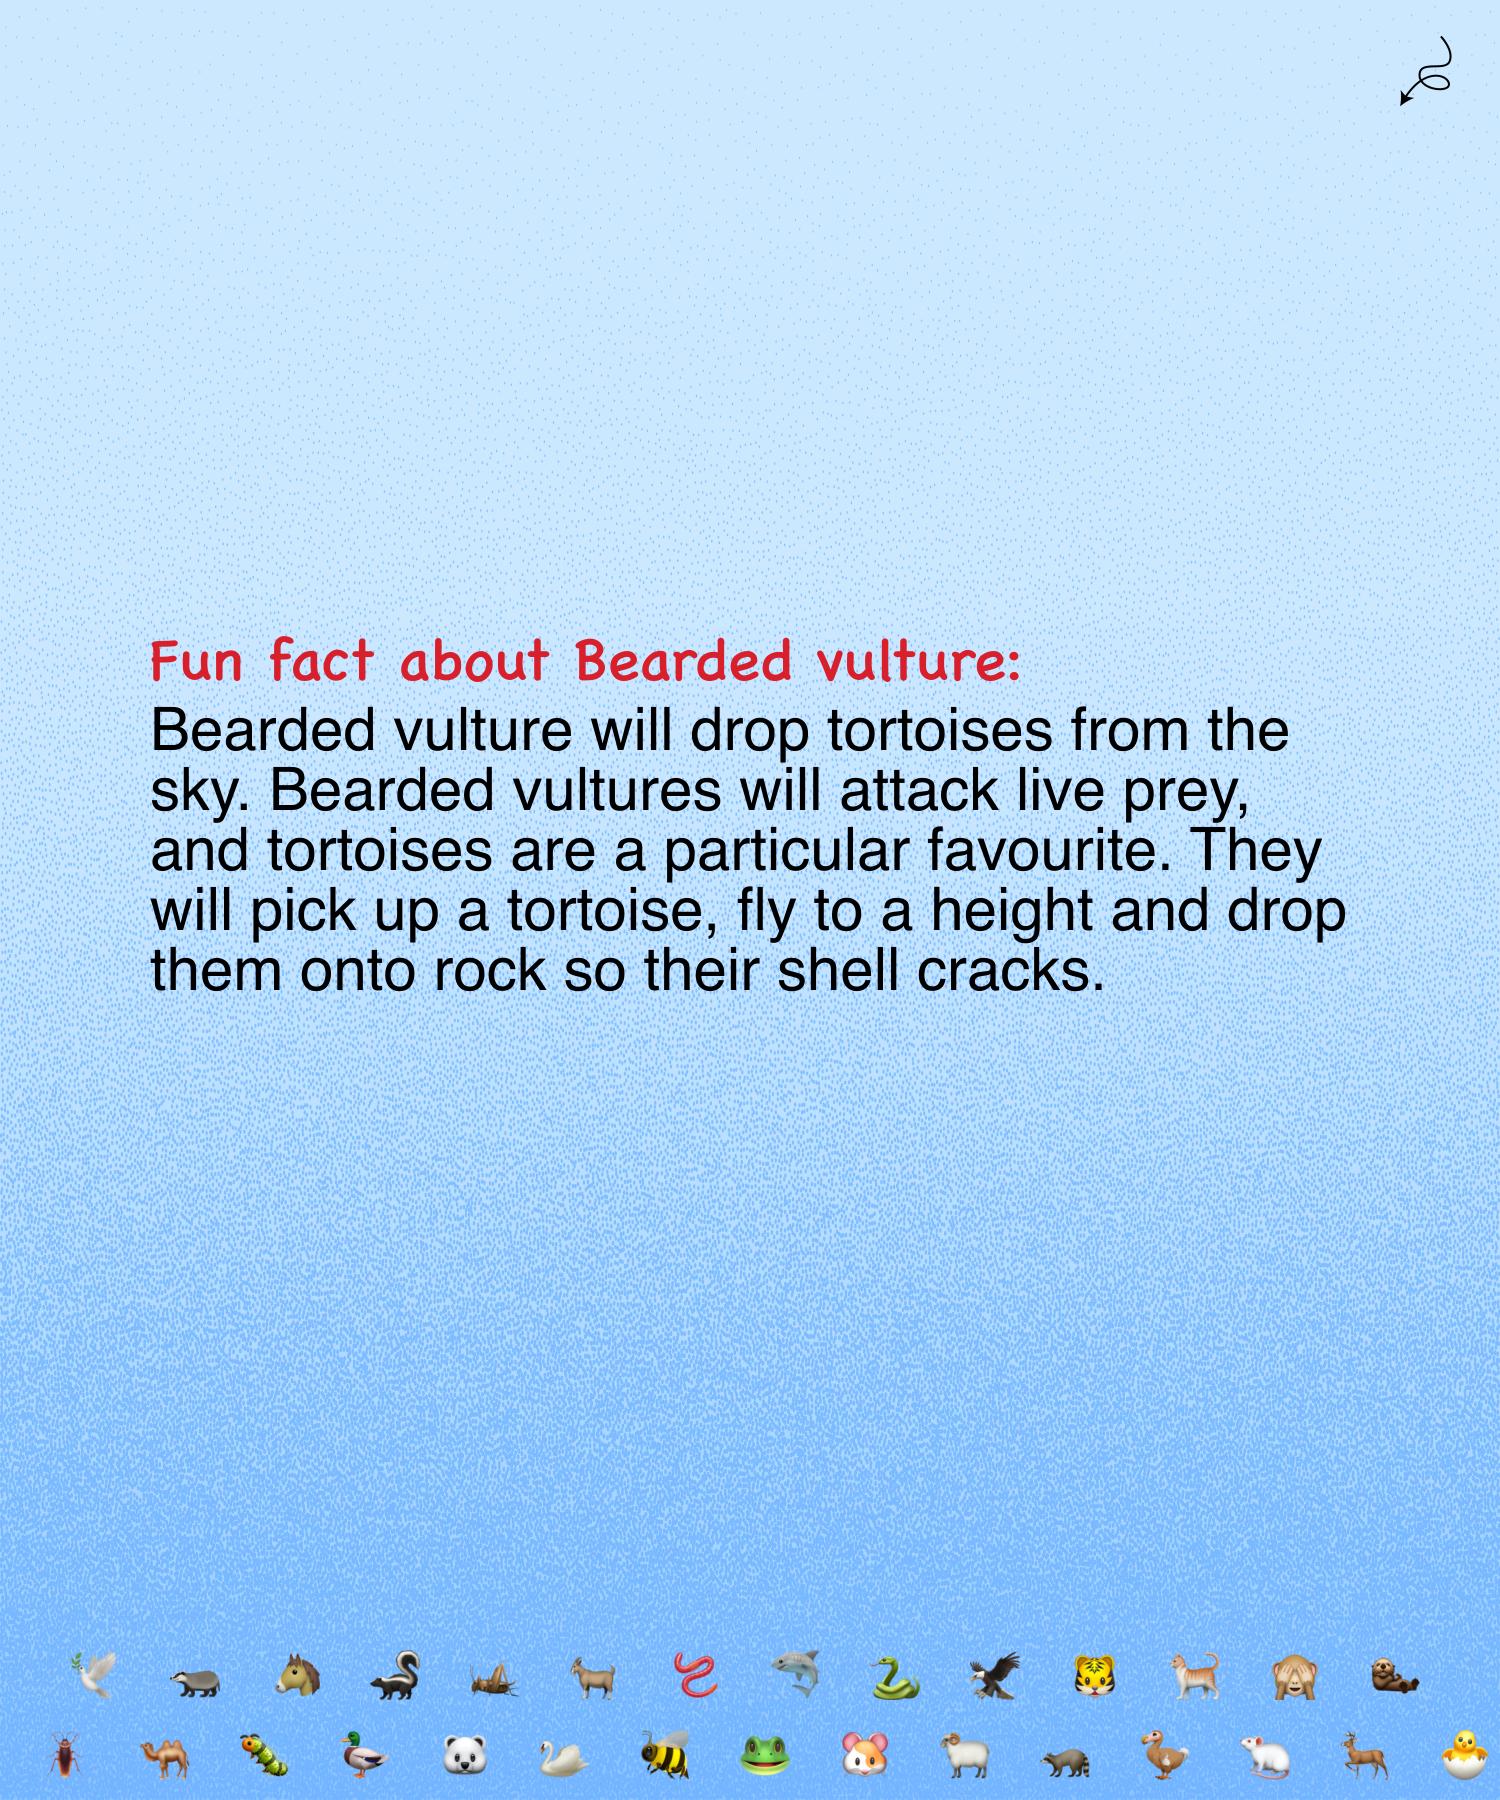 Fun fact about Bearded vulture:
Bearded vulture will drop tortoises from the
sky. Bearded vultures will attack live prey,
and tortoises are a particular favourite. They
will pick up a tortoise, fly to a height and drop
them onto rock so their shell cracks.